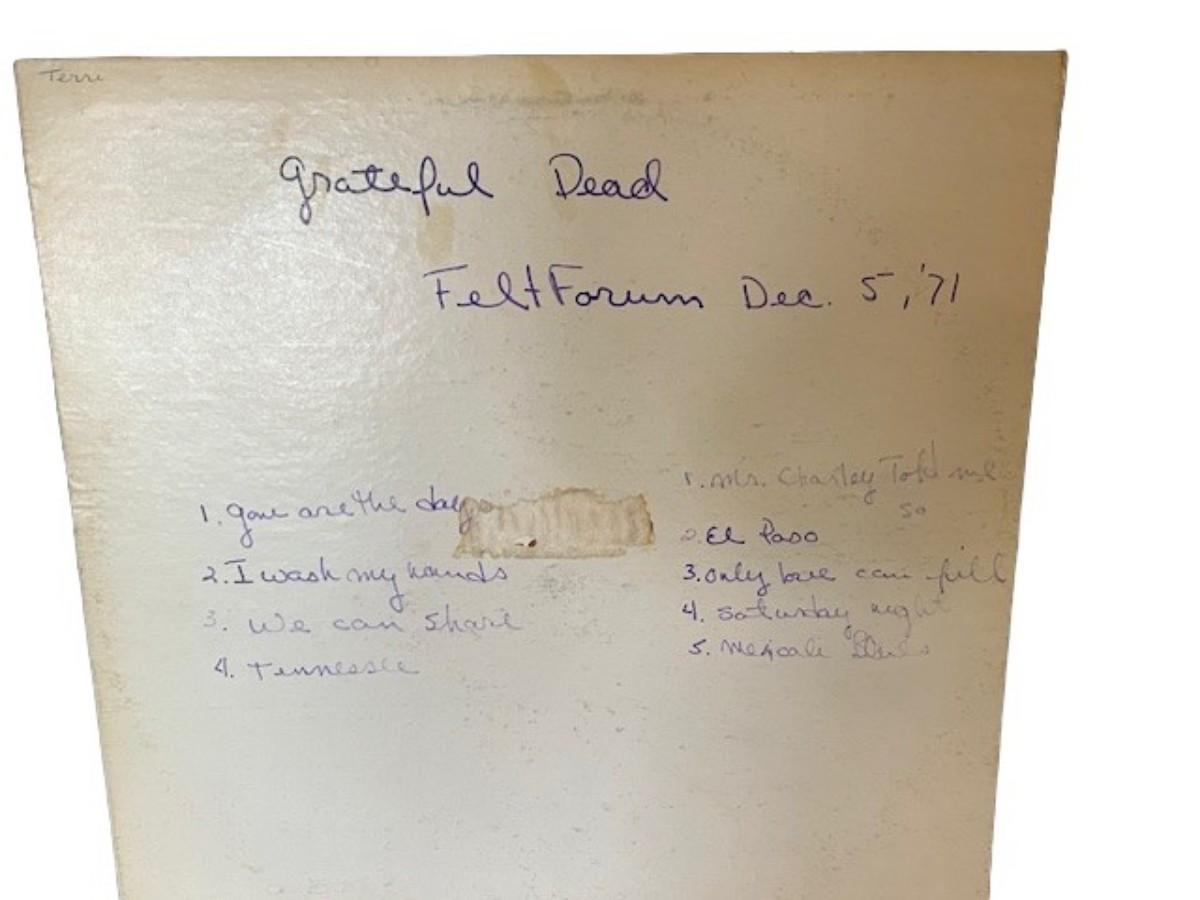 Terri
Grateful Dead
Felt Forum Dec. 5, '71
1. gone are the days
2. I wash my hands
3. We can share
4. Tennessee
1. Mr. Charley Told me
so
2. El Paso
3. only love can fill
4. Saturday night
5. Mexicali Blues